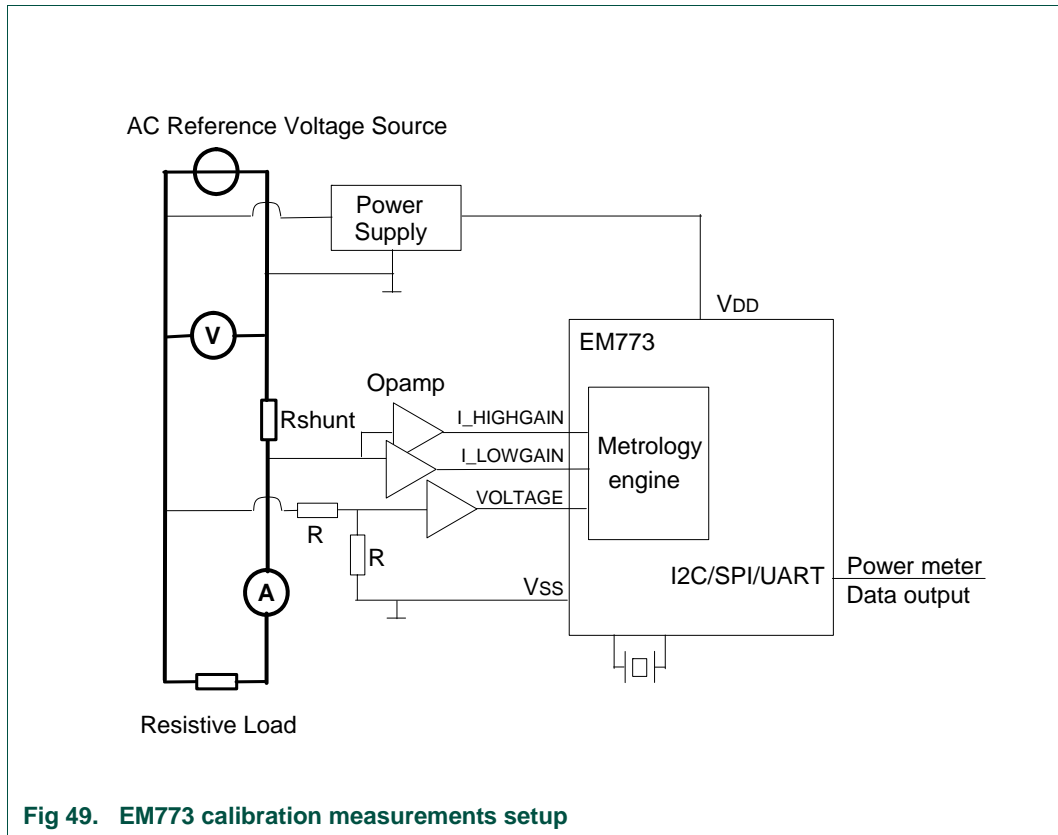 AC Reference Voltage Source
Power
Supply
VDD
EM773
V
Opamp
I_HIGHGAIN
Rshunt
Metrology
engine
I_LOWGAIN
VOLTAGE
R
R
I2C/SPI/UART
Power meter
Data output
VSS
A
Resistive Load
Fig 49. EM773 calibration measurements setup